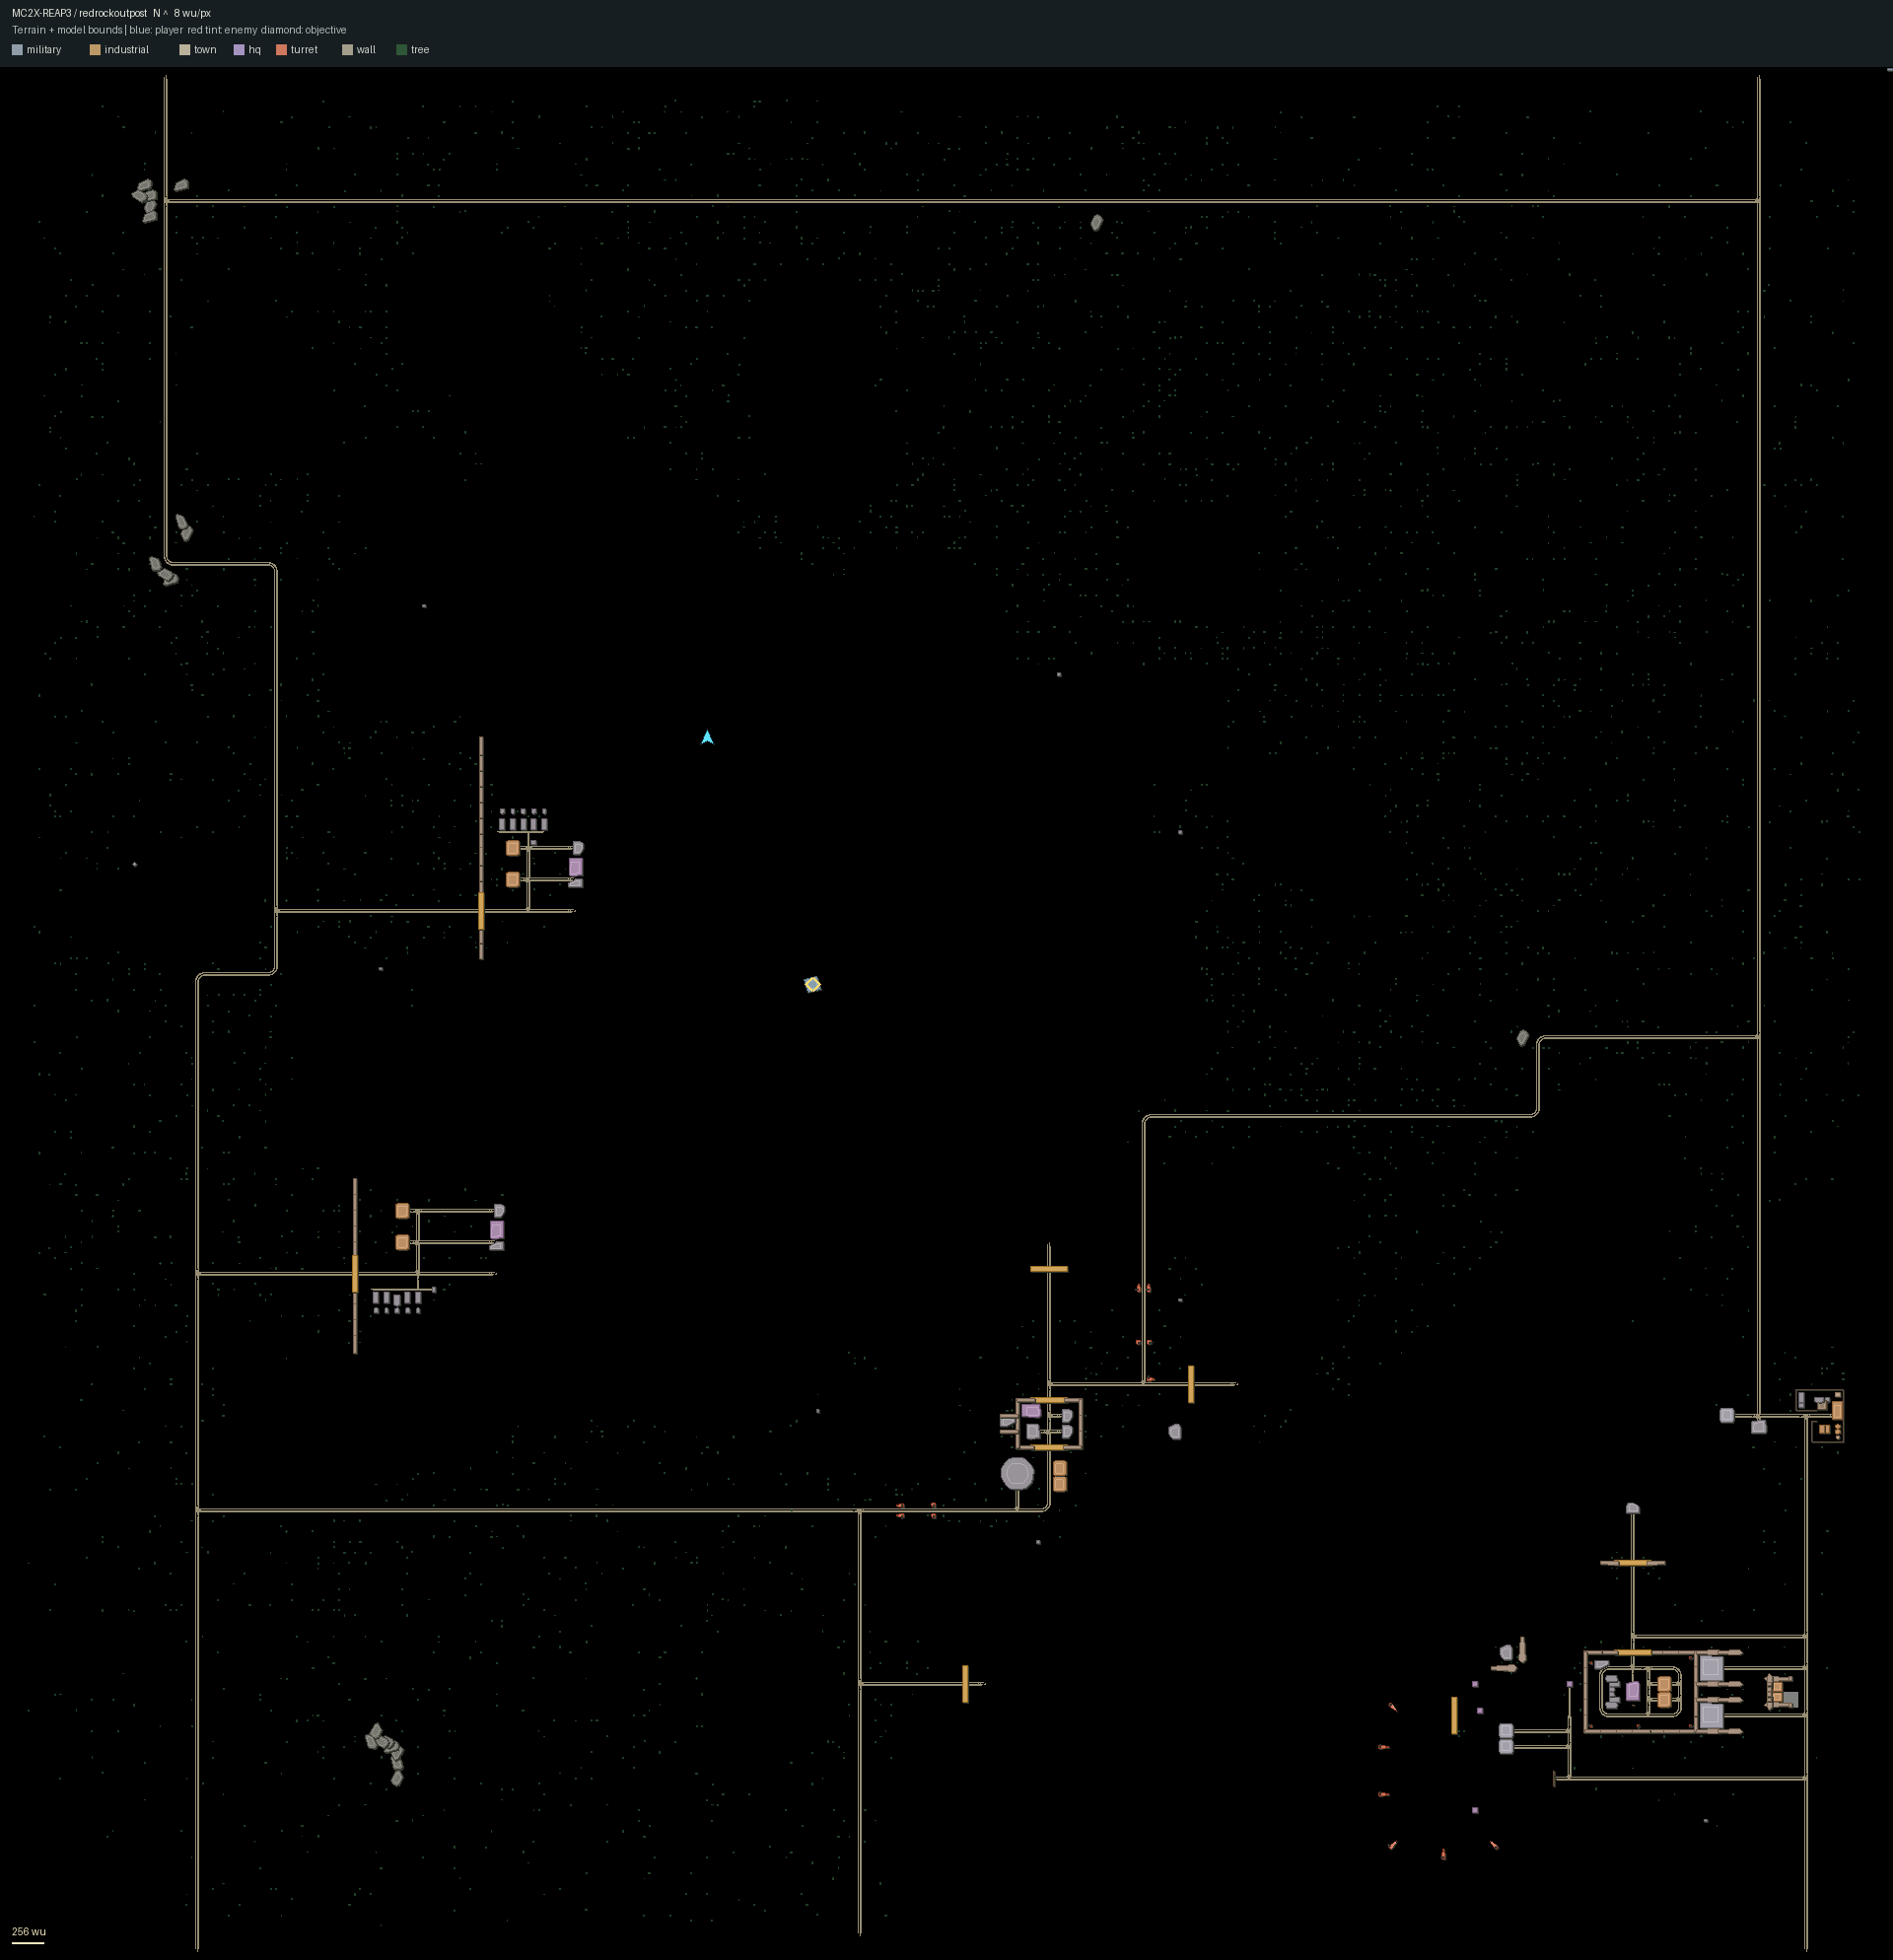 MC2X-REAP3 / redrockoutpost N ^ 8 wu/px
Terrain + model bounds | blue: player red tint: enemy diamond: objective
military industrial town hq turret wall tree
256 wu